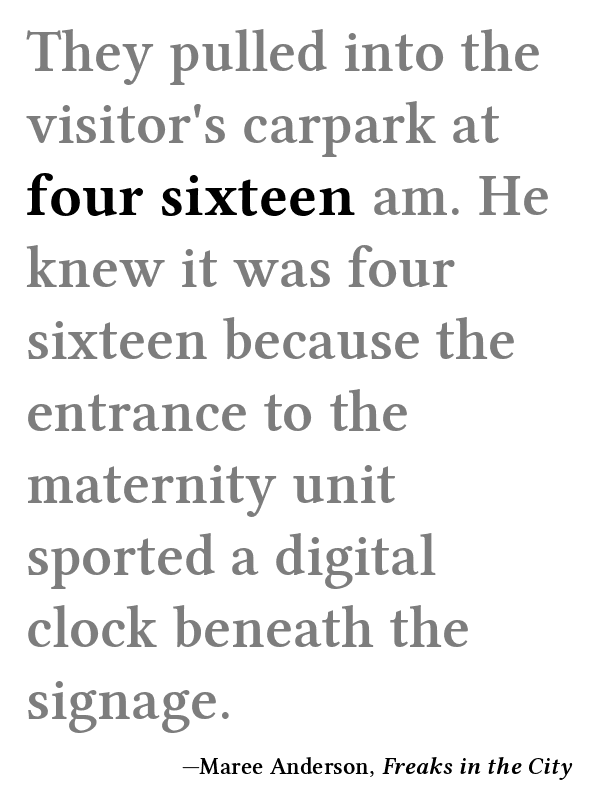 They pulled into the
visitor's carpark at
four sixteen am. He
knew it was four
sixteen because the
entrance to the
maternity unit
sported a digital
clock beneath the
signage.
—Maree Anderson, Freaks in the City